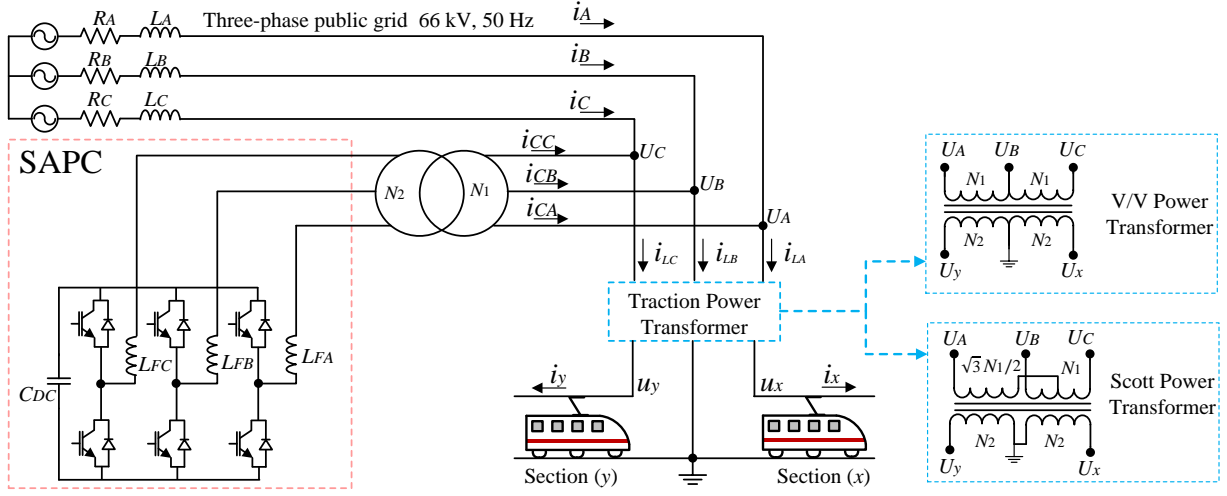 RA LA Three-phase public grid 66 kV, 50 Hz iA
RB LB iB
RC LC iC
SAPC
N2 N1
iCC UC
iCB UB
iCA UA
iLC iLB iLA
Traction Power
Transformer
CDC LFC LFB LFA
iy uy ux ix
Section (y) Section (x)
UA UB UC
N1 N1
N2 N2
Uy Ux
V/V Power
Transformer
UA UB UC
√3 N1/2 N1
N2 N2
Uy Ux
Scott Power
Transformer